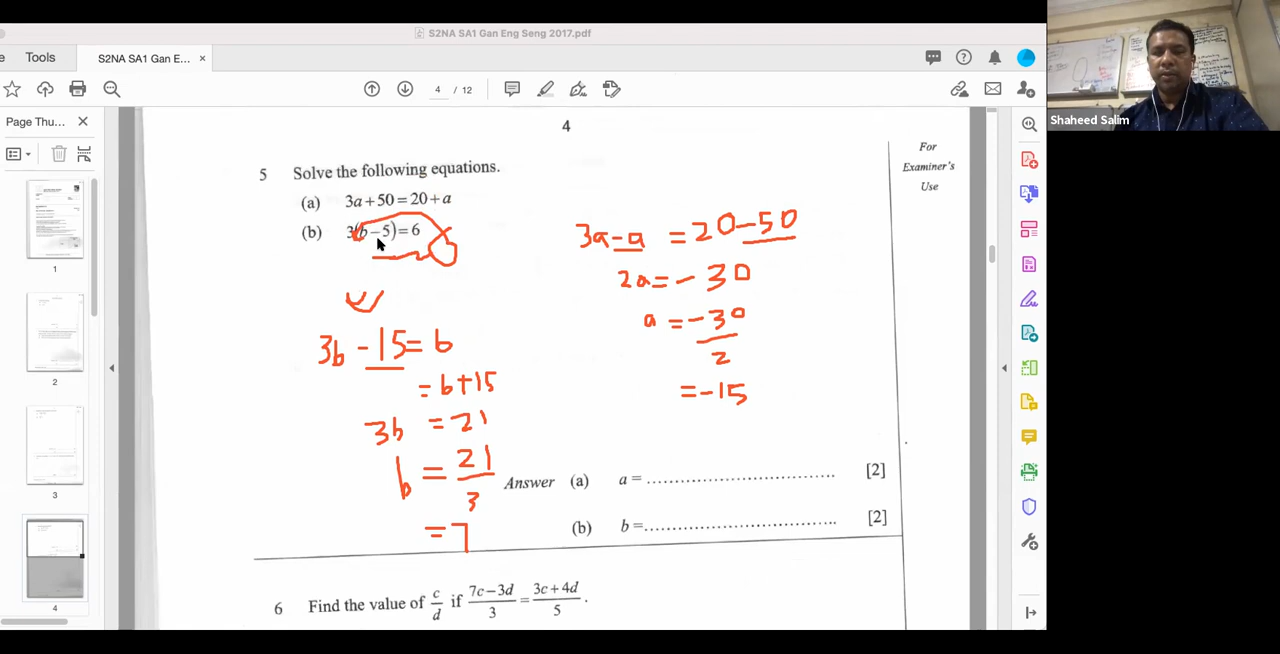 S2NA SA1 Gan Eng Seng 2017.pdf
Tools
S2NA SA1 Gan E...
4 / 12
Page Thu...
1
2
3
4
Shaheed Salim
4
For
Examiner's
Use
5 Solve the following equations.
(a) 3a + 50 = 20 + a
(b) 3(b − 5) = 6
3a - a = 20 - 50
2a = - 30
a = -30/2
= -15
3b - 15 = 6
= 6 + 15
3b = 21
b = 21/3
= 7
Answer (a) a = ........................................ [2]
(b) b = ........................................ [2]
6 Find the value of c/d if (7c − 3d)/3 = (3c + 4d)/5 .